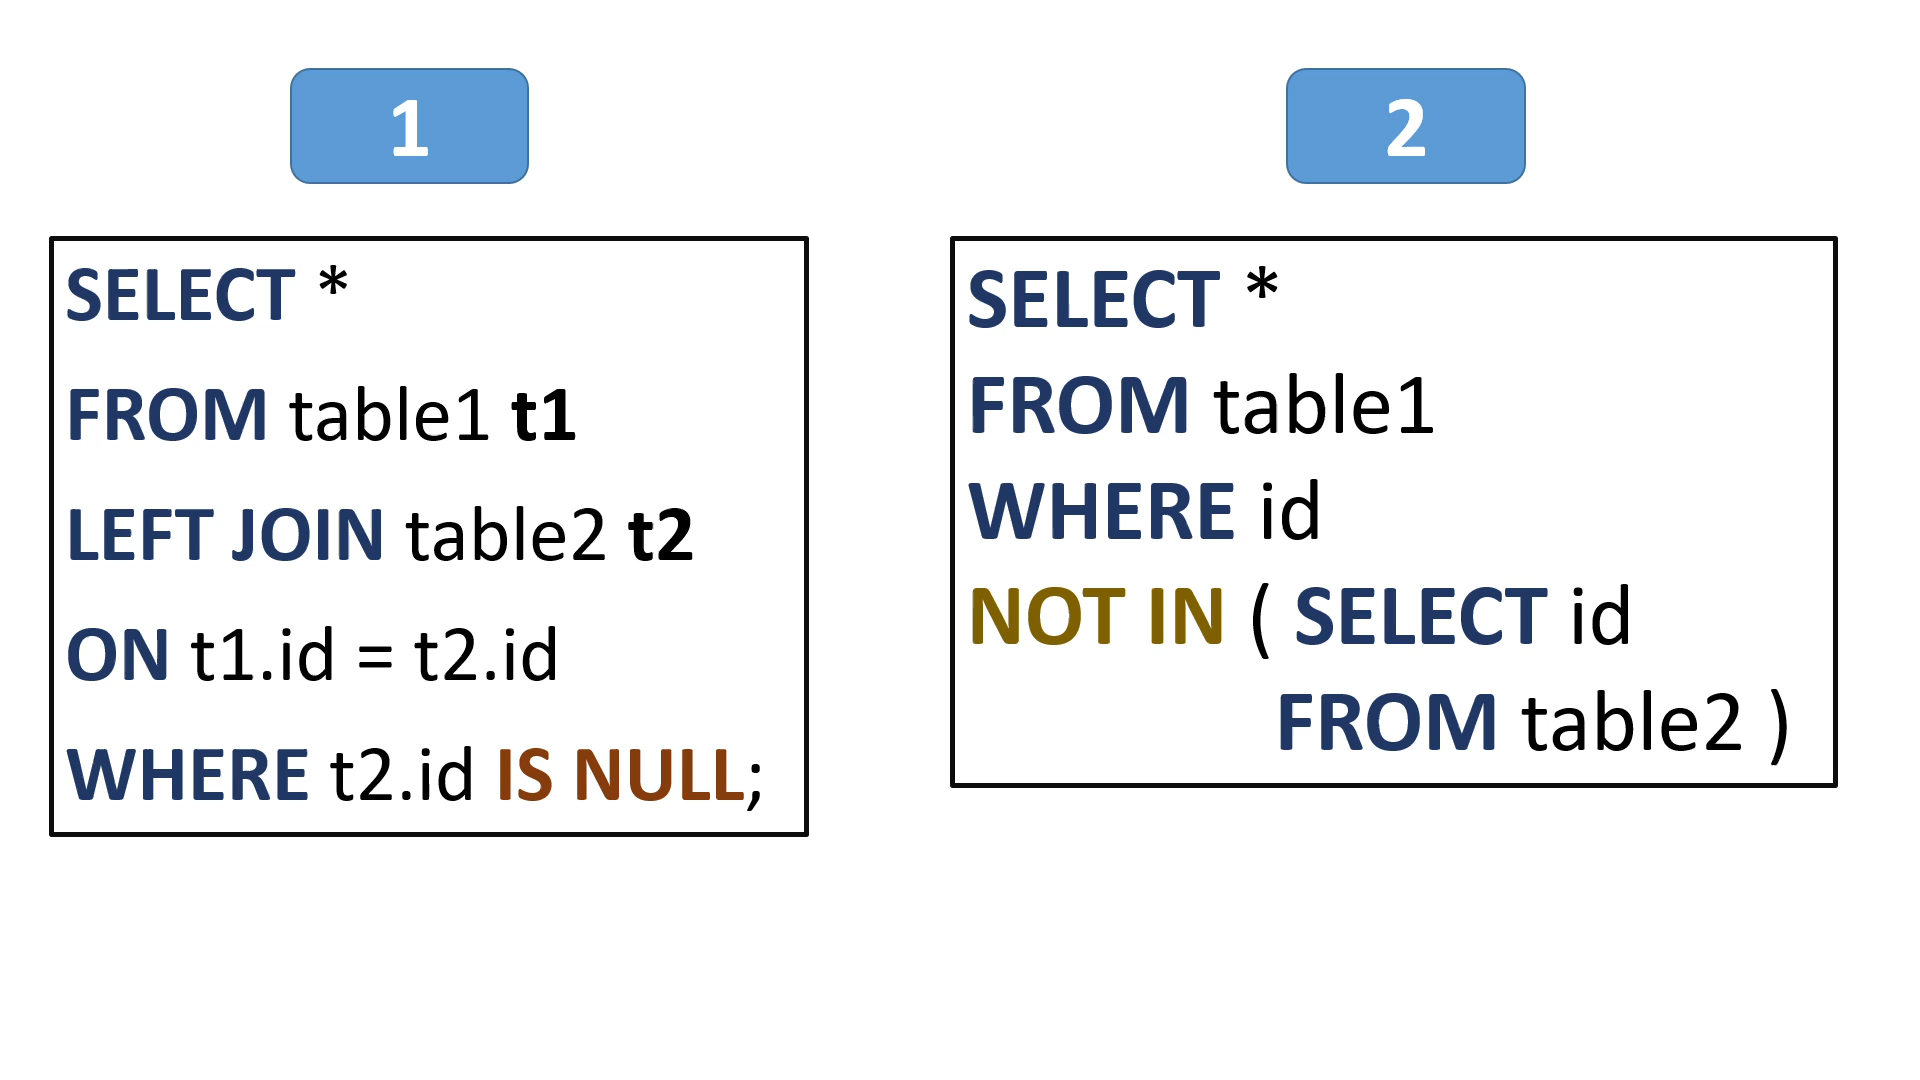 1
SELECT *
FROM table1 t1
LEFT JOIN table2 t2
ON t1.id = t2.id
WHERE t2.id IS NULL;
2
SELECT *
FROM table1
WHERE id
NOT IN ( SELECT id
FROM table2 )